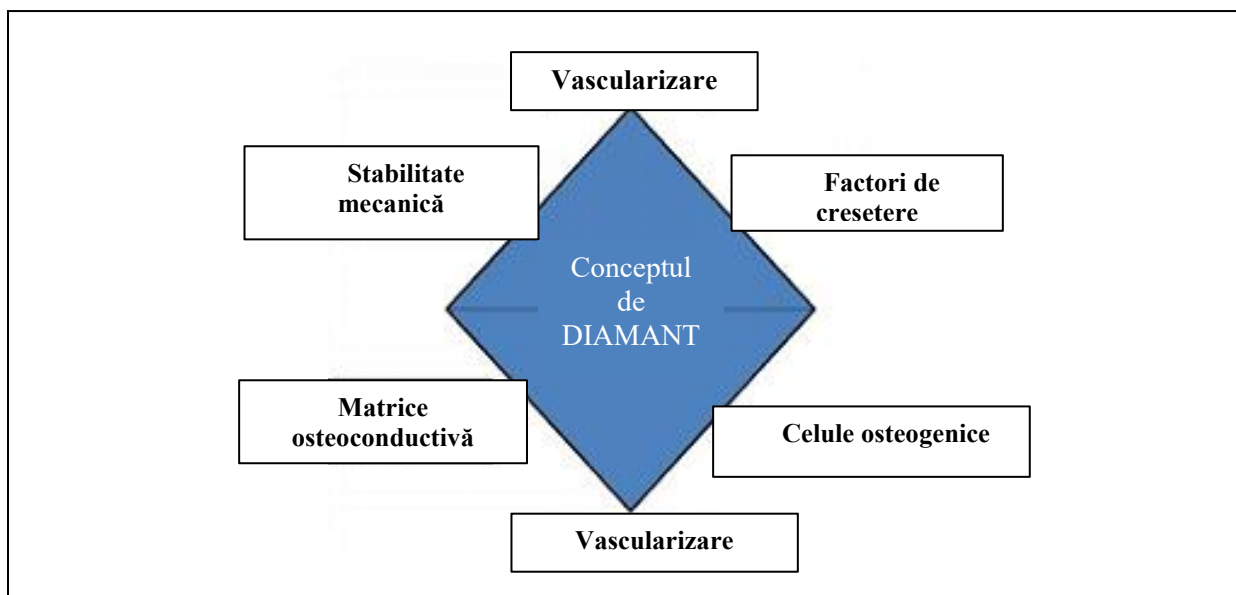 Vascularizare
Stabilitate
mecanică
Factori de
cresetere
Conceptul
de
DIAMANT
Matrice
osteoconductivă
Celule osteogenice
Vascularizare